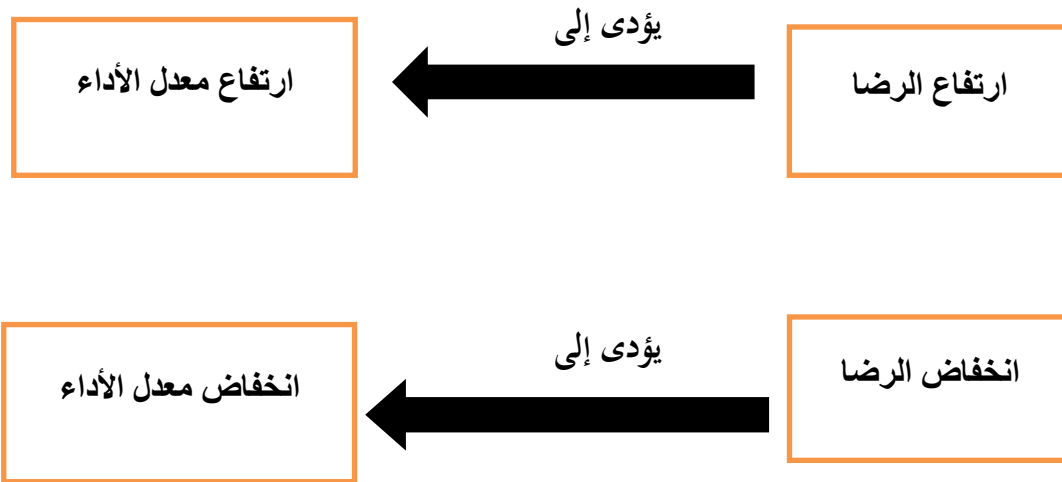 ارتفاع الرضا
يؤدى إلى
ارتفاع معدل الأداء
انخفاض الرضا
يؤدى إلى
انخفاض معدل الأداء